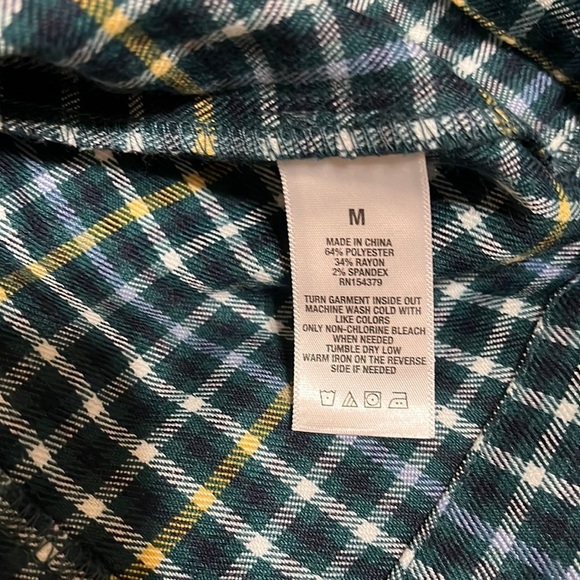 M
MADE IN CHINA
64% POLYESTER
34% RAYON
2% SPANDEX
RN154379
TURN GARMENT INSIDE OUT
MACHINE WASH COLD WITH
LIKE COLORS
ONLY NON-CHLORINE BLEACH
WHEN NEEDED
TUMBLE DRY LOW
WARM IRON ON THE REVERSE
SIDE IF NEEDED